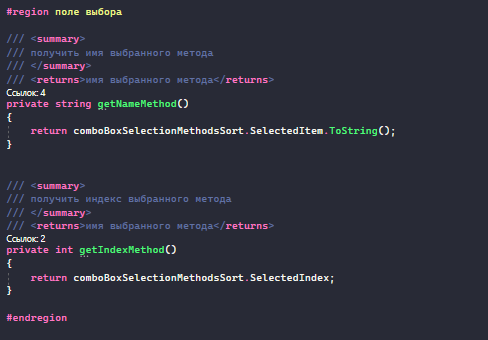 #region поле выбора
/// <summary>
/// получить имя выбранного метода
/// </summary>
/// <returns>имя выбранного метода</returns>
Ссылок: 4
private string getNameMethod()
{
return comboBoxSelectionMethodsSort.SelectedItem.ToString();
}
/// <summary>
/// получить индекс выбранного метода
/// </summary>
/// <returns>имя выбранного метода</returns>
Ссылок: 2
private int getIndexMethod()
{
return comboBoxSelectionMethodsSort.SelectedIndex;
}
#endregion